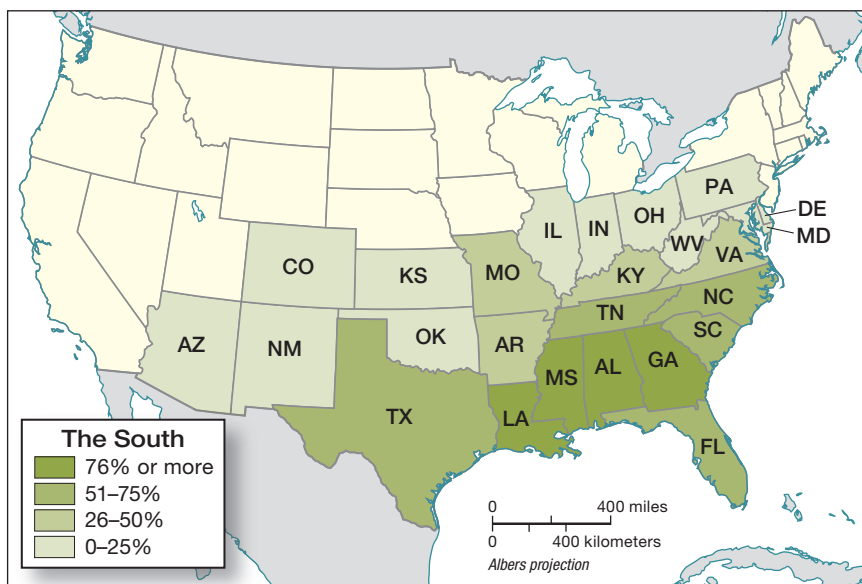 PA
DE
MD
OH
IL
IN
WV
VA
CO
KS
MO
KY
NC
TN
SC
AZ
NM
OK
AR
MS
AL
GA
TX
LA
FL
The South
76% or more
51–75%
26–50%
0–25%
0 400 miles
0 400 kilometers
Albers projection